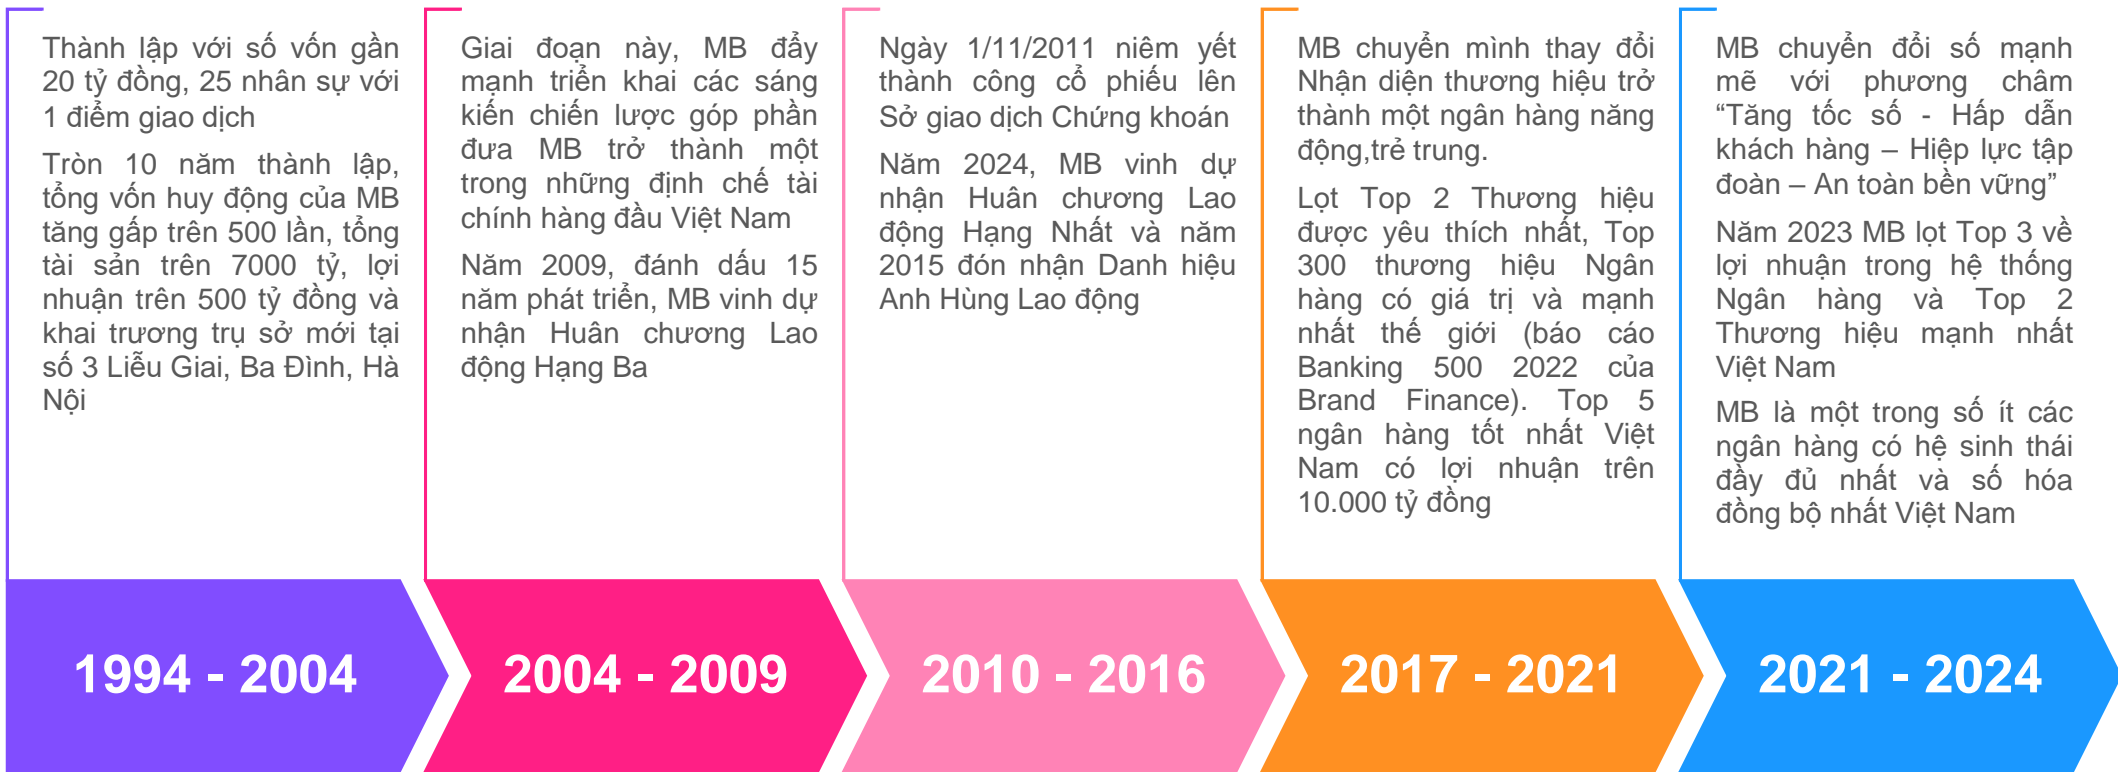 Thành lập với số vốn gần
20 tỷ đồng, 25 nhân sự với
1 điểm giao dịch
Tròn 10 năm thành lập,
tổng vốn huy động của MB
tăng gấp trên 500 lần, tổng
tài sản trên 7000 tỷ, lợi
nhuận trên 500 tỷ đồng và
khai trương trụ sở mới tại
số 3 Liễu Giai, Ba Đình, Hà
Nội
1994 - 2004
Giai đoạn này, MB đẩy
mạnh triển khai các sáng
kiến chiến lược góp phần
đưa MB trở thành một
trong những định chế tài
chính hàng đầu Việt Nam
Năm 2009, đánh dấu 15
năm phát triển, MB vinh dự
nhận Huân chương Lao
động Hạng Ba
2004 - 2009
Ngày 1/11/2011 niêm yết
thành công cổ phiếu lên
Sở giao dịch Chứng khoán
Năm 2024, MB vinh dự
nhận Huân chương Lao
động Hạng Nhất và năm
2015 đón nhận Danh hiệu
Anh Hùng Lao động
2010 - 2016
MB chuyển mình thay đổi
Nhận diện thương hiệu trở
thành một ngân hàng năng
động,trẻ trung.
Lọt Top 2 Thương hiệu
được yêu thích nhất, Top
300 thương hiệu Ngân
hàng có giá trị và mạnh
nhất thế giới (báo cáo
Banking 500 2022 của
Brand Finance). Top 5
ngân hàng tốt nhất Việt
Nam có lợi nhuận trên
10.000 tỷ đồng
2017 - 2021
MB chuyển đổi số mạnh
mẽ với phương châm
“Tăng tốc số - Hấp dẫn
khách hàng – Hiệp lực tập
đoàn – An toàn bền vững”
Năm 2023 MB lọt Top 3 về
lợi nhuận trong hệ thống
Ngân hàng và Top 2
Thương hiệu mạnh nhất
Việt Nam
MB là một trong số ít các
ngân hàng có hệ sinh thái
đầy đủ nhất và số hóa
đồng bộ nhất Việt Nam
2021 - 2024